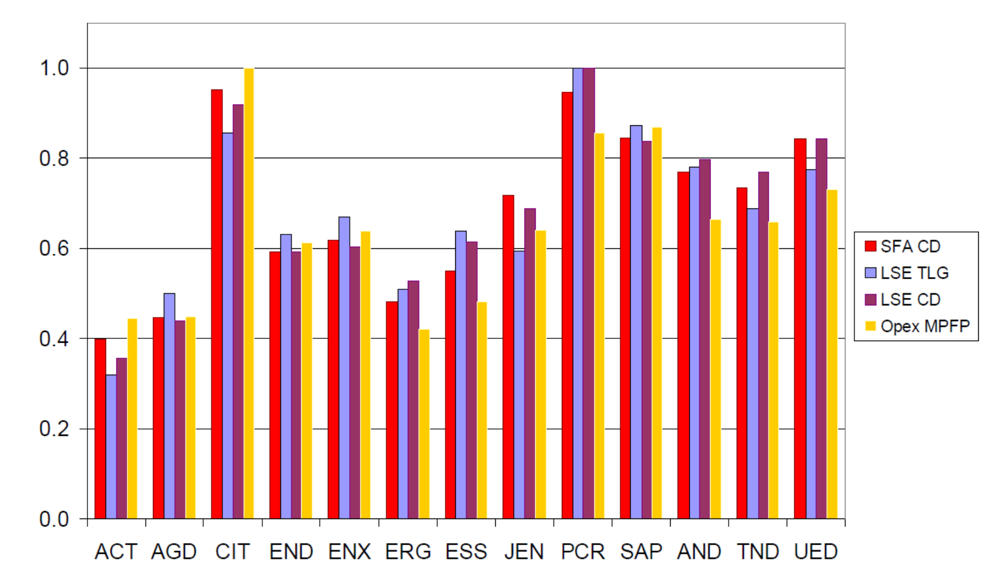 1.0
0.8
0.6
0.4
0.2
0.0
ACT AGD CIT END ENX ERG ESS JEN PCR SAP AND TND UED
SFA CD
LSE TLG
LSE CD
Opex MPFP